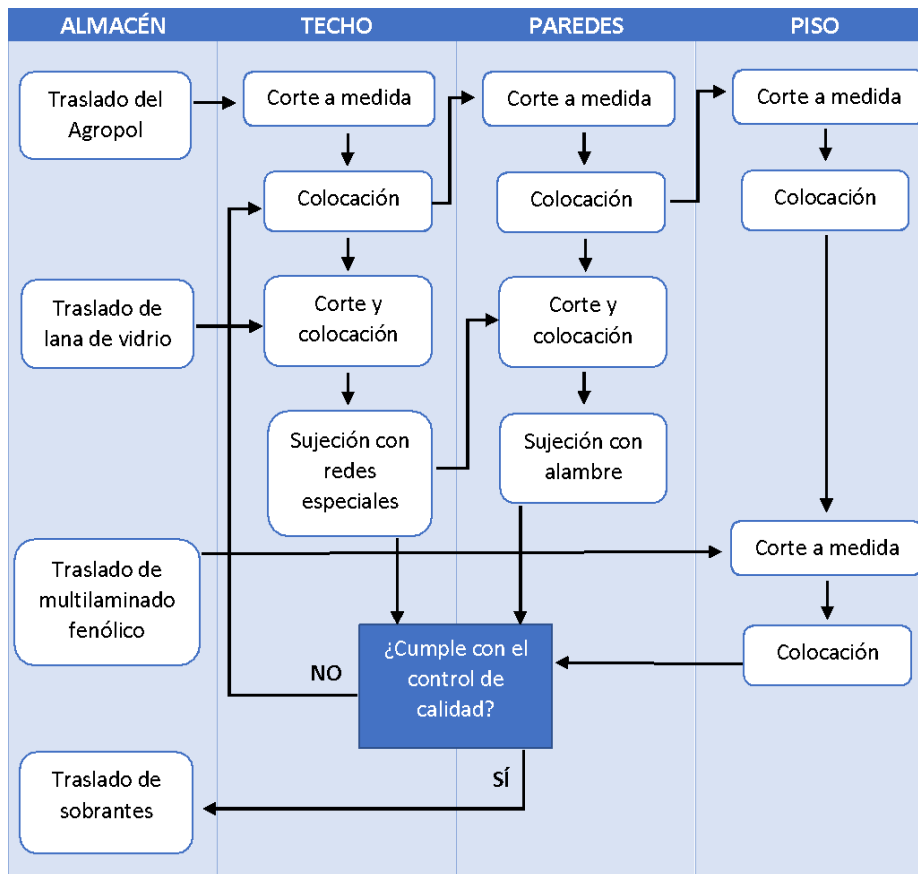 ALMACÉN
TECHO
PAREDES
PISO
Traslado del
Agropol
Corte a medida
Corte a medida
Corte a medida
Colocación
Colocación
Colocación
Traslado de
lana de vidrio
Corte y
colocación
Corte y
colocación
Sujeción con
redes
especiales
Sujeción con
alambre
Traslado de
multilaminado
fenólico
Corte a medida
¿Cumple con el
control de
calidad?
NO
Colocación
SÍ
Traslado de
sobrantes